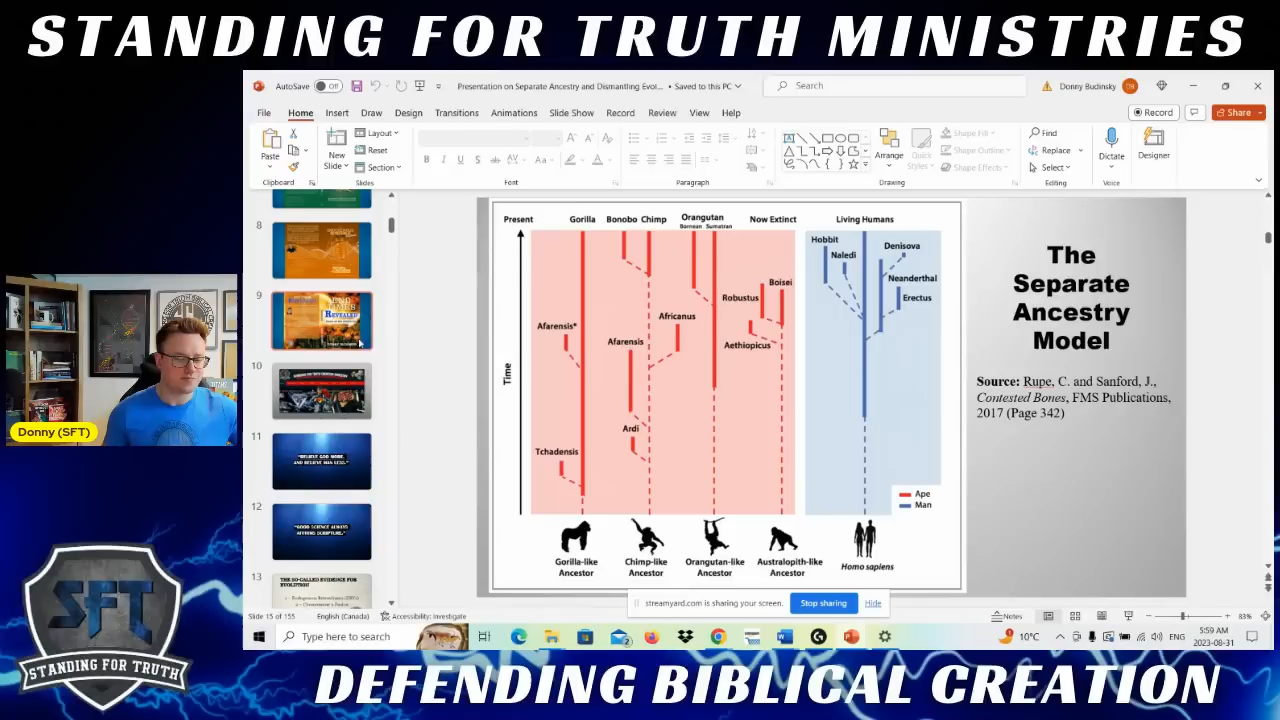 STANDING FOR TRUTH MINISTRIES
AutoSave Off
Presentation on Separate Ancestry and Dismantling Evol... • Saved to this PC
Search
Donny Budinsky
DB
File Home Insert Draw Design Transitions Animations Slide Show Record Review View Help
Record
Share
Paste
New
Slide
Layout
Reset
Section
Arrange
Quick
Styles
Shape Fill
Shape Outline
Shape Effects
Find
Replace
Select
Dictate
Designer
Clipboard
Slides
Font
Paragraph
Drawing
Editing
Voice
Designer
8
9
10
11
"BELIEVE GOD MORE,
AND BELIEVE MAN LESS."
12
"GOOD SCIENCE ALWAYS
AFFIRMS SCRIPTURE."
13
THE SO-CALLED EVIDENCE FOR
EVOLUTION
Present
Gorilla
Bonobo
Chimp
Orangutan
Bornean Sumatran
Now Extinct
Living Humans
Hobbit
Naledi
Denisova
Neanderthal
Erectus
Boisei
Robustus
Aethiopicus
Africanus
Afarensis*
Afarensis
Ardi
Tchadensis
Time
Ape
Man
Gorilla-like
Ancestor
Chimp-like
Ancestor
Orangutan-like
Ancestor
Australopith-like
Ancestor
Homo sapiens
The
Separate
Ancestry
Model
Source: Rupe, C. and Sanford, J.,
Contested Bones, FMS Publications,
2017 (Page 342)
Donny (SFT)
streamyard.com is sharing your screen.
Stop sharing
Hide
Slide 15 of 155
English (Canada)
Accessibility: Investigate
Notes
83%
Type here to search
10°C
ENG
5:59 AM
2023-08-31
SFT
STANDING FOR TRUTH
DEFENDING BIBLICAL CREATION